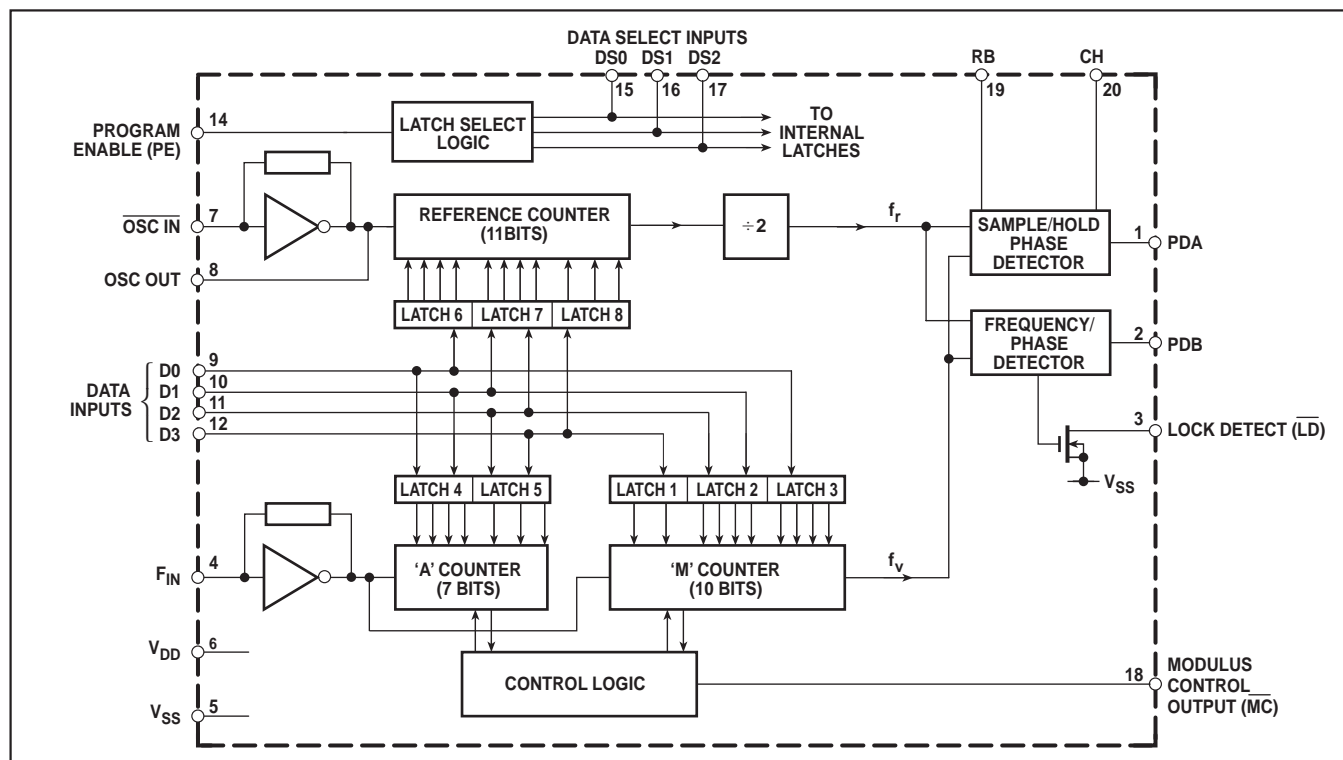 DATA SELECT INPUTS
DS0 DS1 DS2
15 16 17
RB
19
CH
20
PROGRAM
ENABLE (PE)
14
LATCH SELECT
LOGIC
TO
INTERNAL
LATCHES
OSC IN
7
OSC OUT
8
REFERENCE COUNTER
(11BITS)
÷2
fr
SAMPLE/HOLD
PHASE
DETECTOR
1
PDA
LATCH 6 LATCH 7 LATCH 8
FREQUENCY/
PHASE
DETECTOR
2
PDB
DATA
INPUTS
D0
9
D1
10
D2
11
D3
12
3
LOCK DETECT (LD)
VSS
LATCH 4 LATCH 5
LATCH 1 LATCH 2 LATCH 3
FIN
4
‘A’ COUNTER
(7 BITS)
‘M’ COUNTER
(10 BITS)
fv
VDD
6
VSS
5
CONTROL LOGIC
18
MODULUS
CONTROL
OUTPUT (MC)